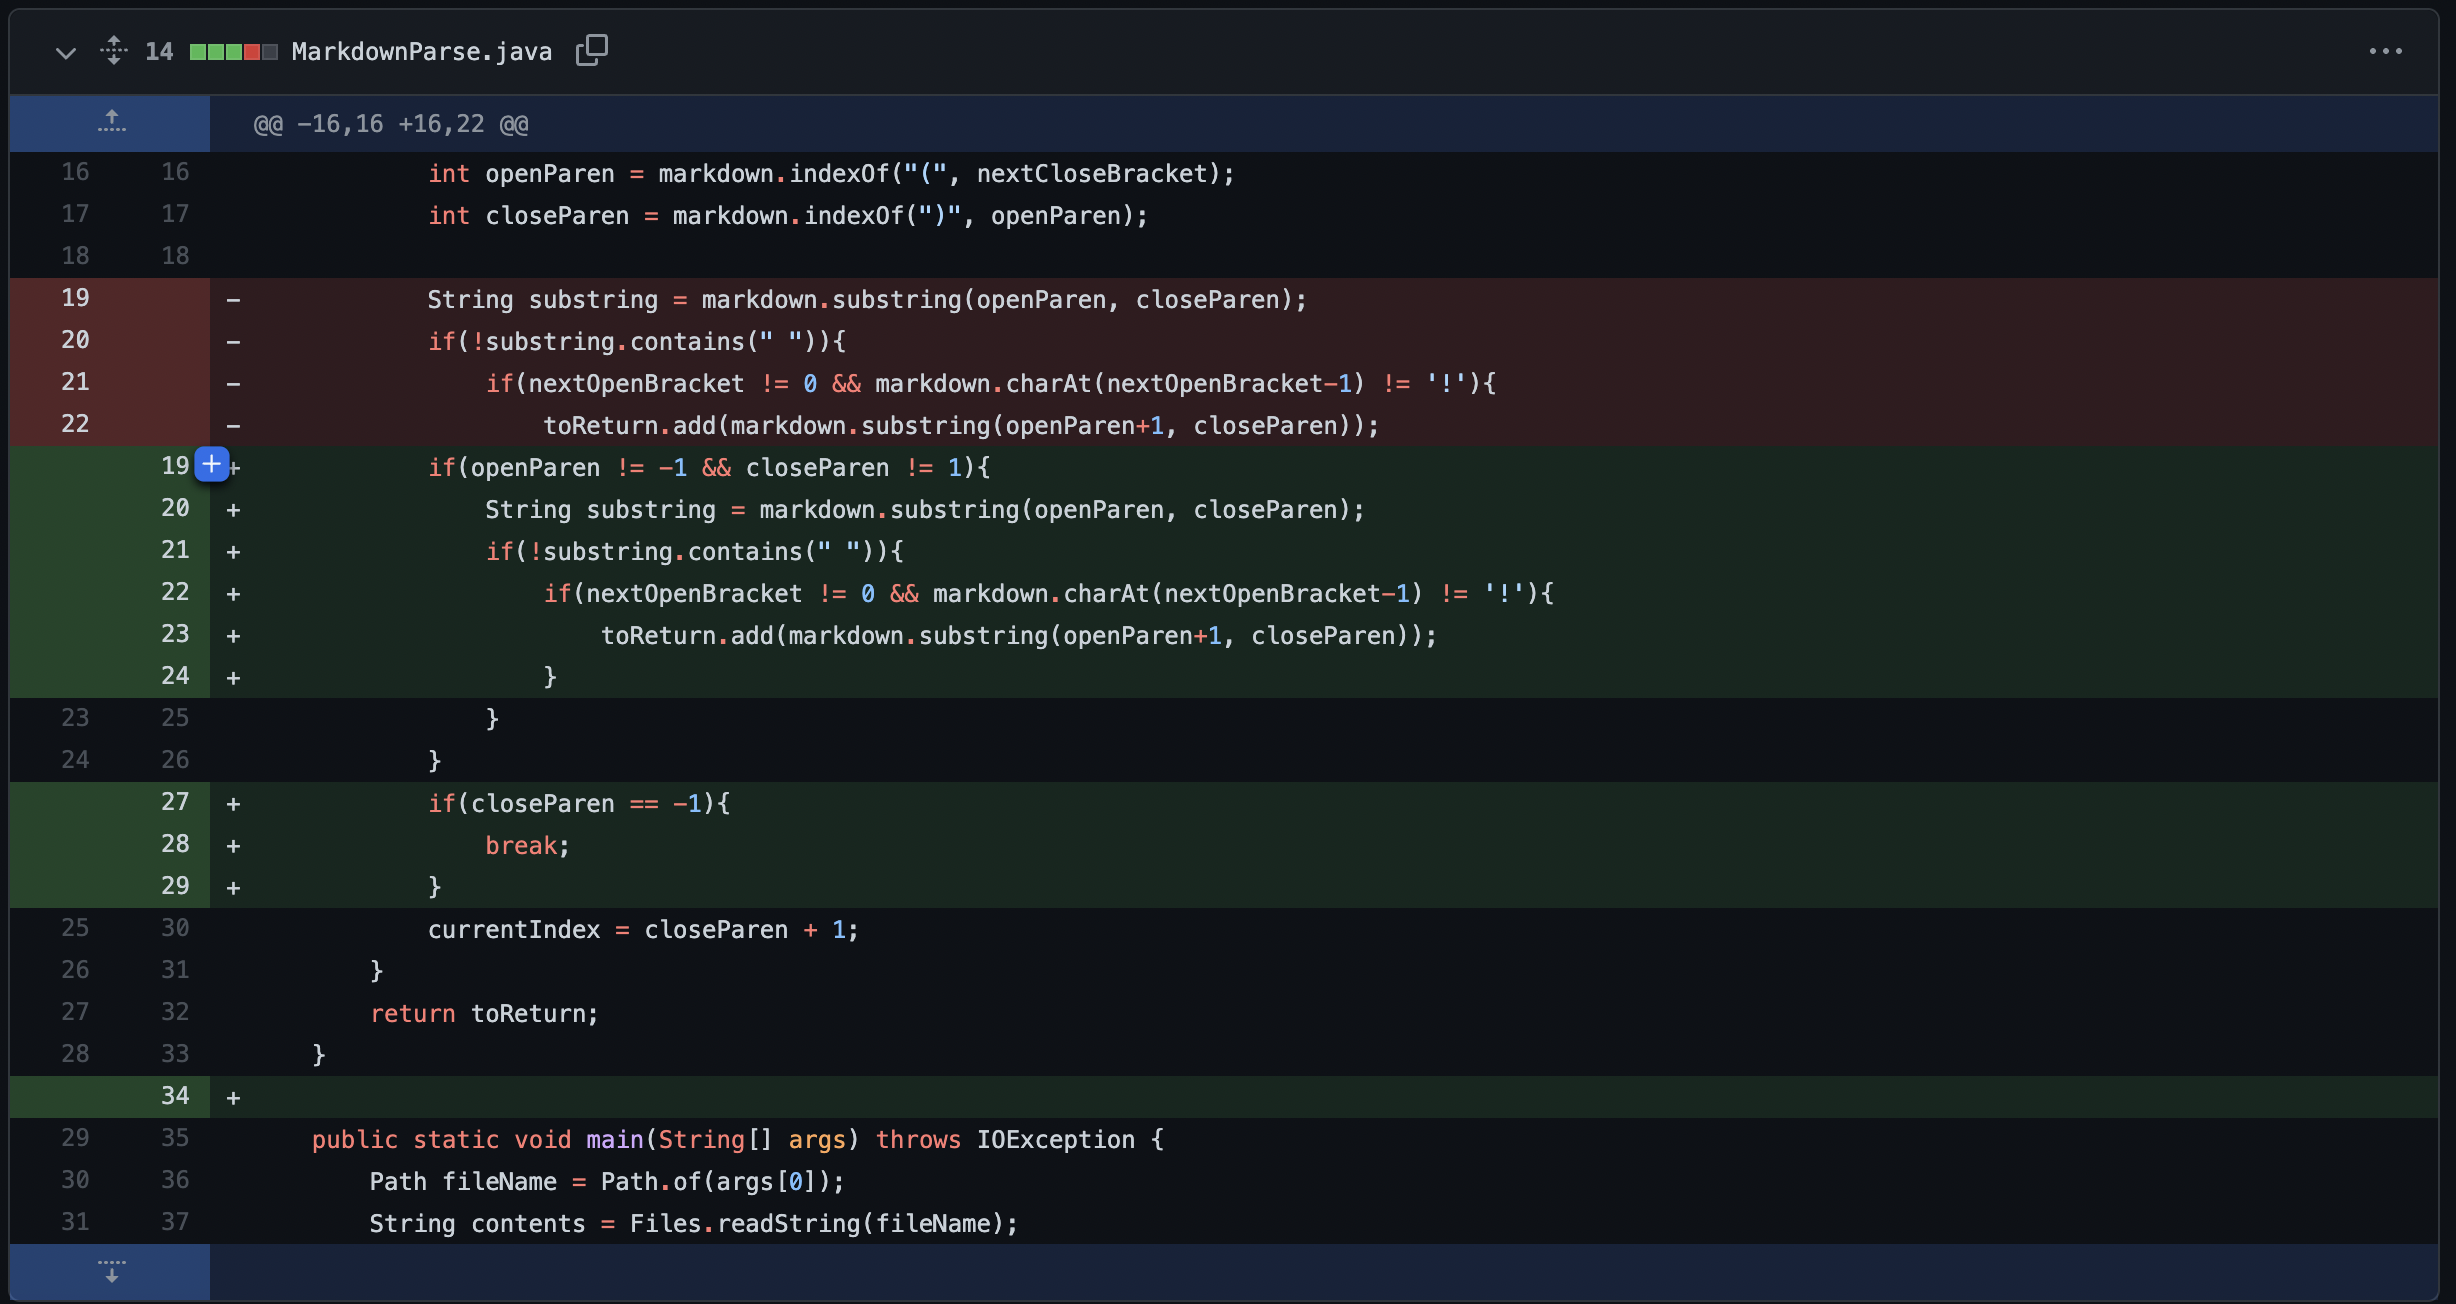 14 MarkdownParse.java
@@ -16,16 +16,22 @@
16 16 int openParen = markdown.indexOf("(", nextCloseBracket);
17 17 int closeParen = markdown.indexOf(")", openParen);
18 18
19 - String substring = markdown.substring(openParen, closeParen);
20 - if(!substring.contains(" ")){
21 - if(nextOpenBracket != 0 && markdown.charAt(nextOpenBracket-1) != '!'){
22 - toReturn.add(markdown.substring(openParen+1, closeParen));
19 + if(openParen != -1 && closeParen != 1){
20 + String substring = markdown.substring(openParen, closeParen);
21 + if(!substring.contains(" ")){
22 + if(nextOpenBracket != 0 && markdown.charAt(nextOpenBracket-1) != '!'){
23 + toReturn.add(markdown.substring(openParen+1, closeParen));
24 + }
23 25 }
24 26 }
27 + if(closeParen == -1){
28 + break;
29 + }
25 30 currentIndex = closeParen + 1;
26 31 }
27 32 return toReturn;
28 33 }
34 +
29 35 public static void main(String[] args) throws IOException {
30 36 Path fileName = Path.of(args[0]);
31 37 String contents = Files.readString(fileName);